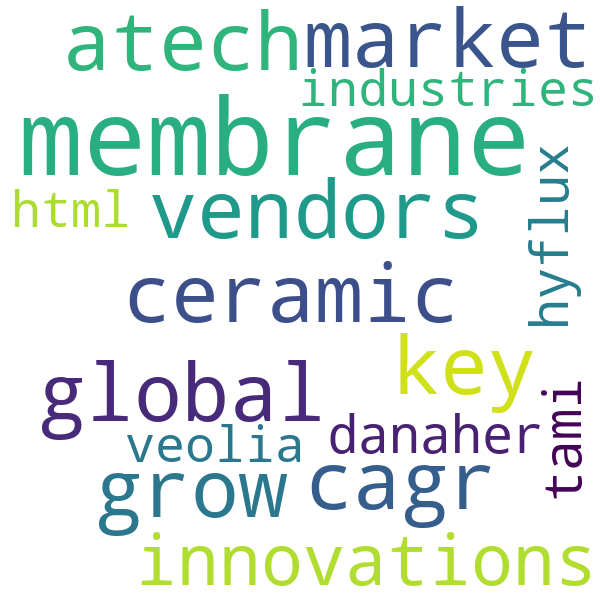 atech market
industries
membrane
html vendors
hyflux
ceramic
key
global
tami
danaher
veolia
grow cagr
innovations